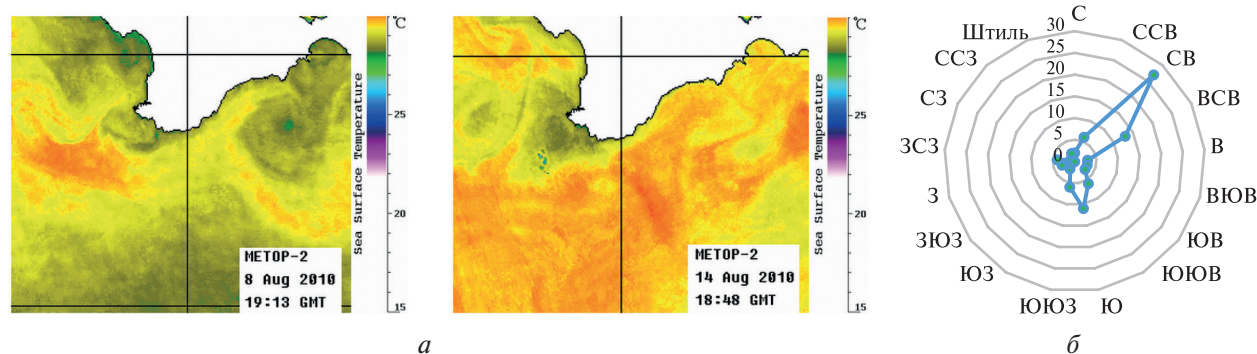 °C
25
20
15
Sea Surface Temperature
METOP-2
8 Aug 2010
19:13 GMT
°C
25
20
15
Sea Surface Temperature
METOP-2
14 Aug 2010
18:48 GMT
а
С
ССВ
СВ
ВСВ
В
ВЮВ
ЮВ
ЮЮВ
Ю
ЮЮЗ
ЮЗ
ЗЮЗ
З
ЗСЗ
СЗ
ССЗ
Штиль
30
25
20
15
10
5
0
б